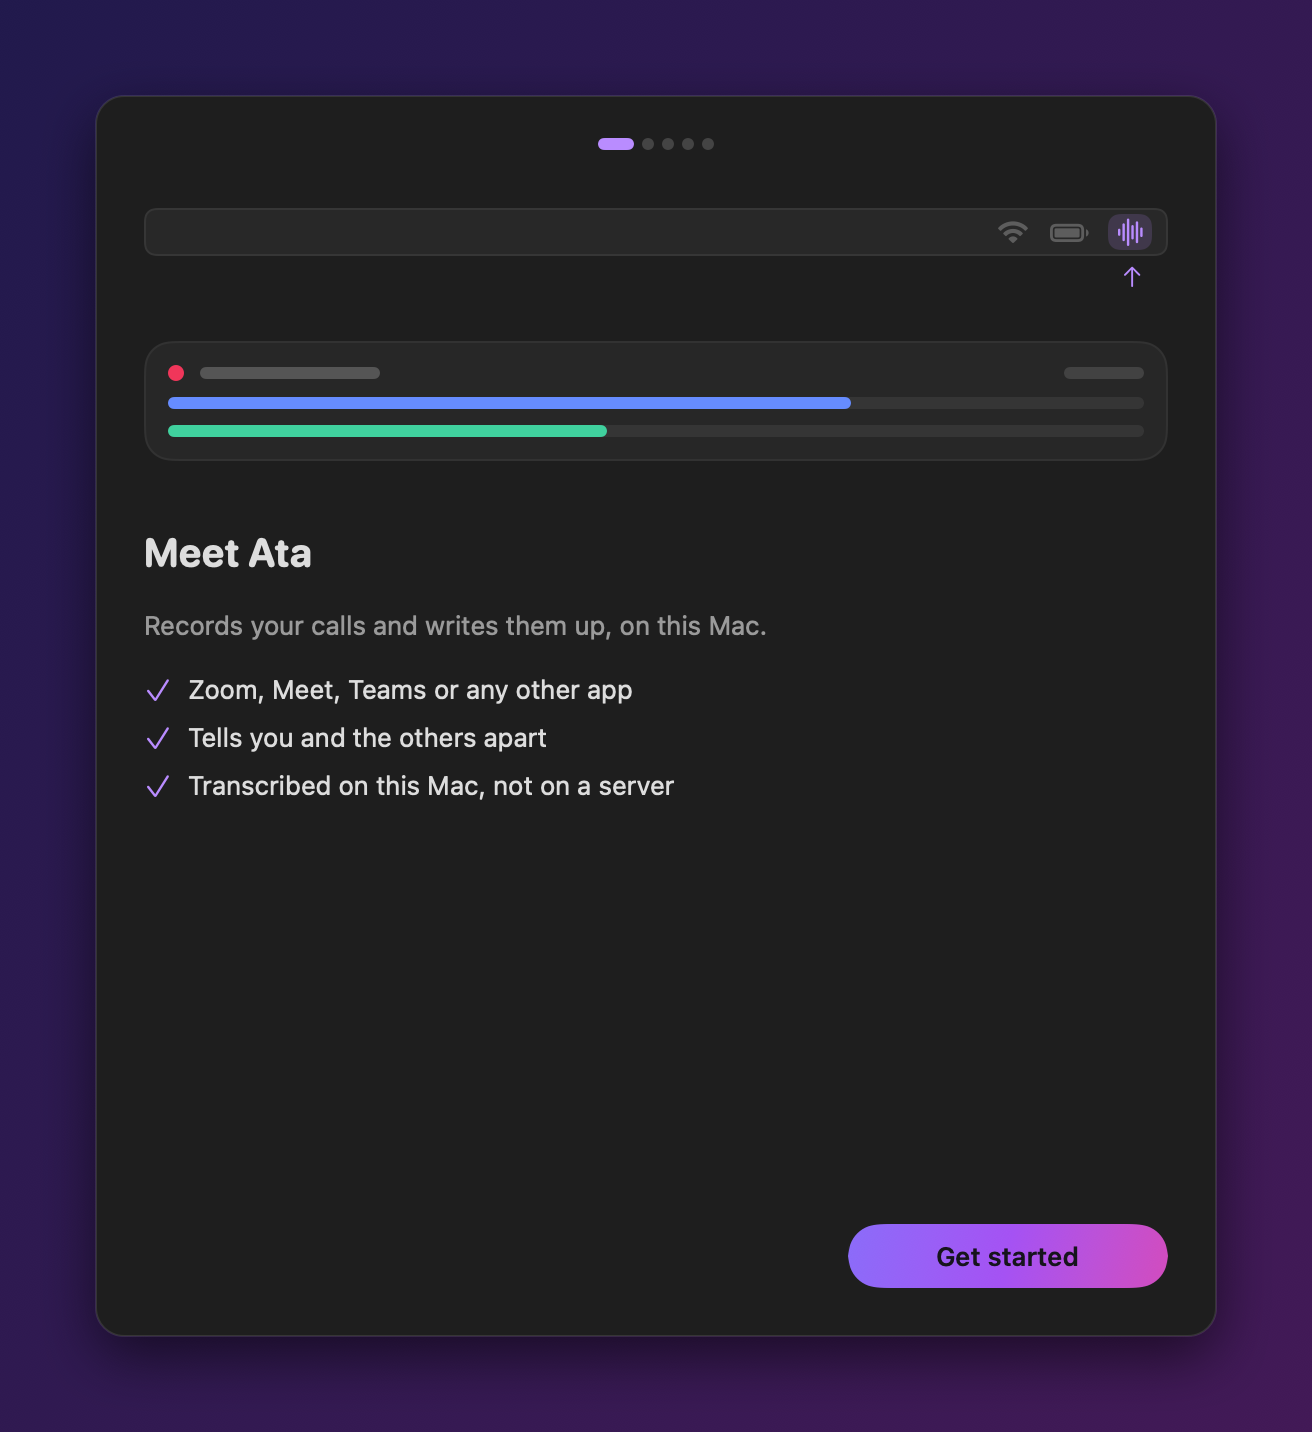 Meet Ata
Records your calls and writes them up, on this Mac.
Zoom, Meet, Teams or any other app
Tells you and the others apart
Transcribed on this Mac, not on a server
Get started